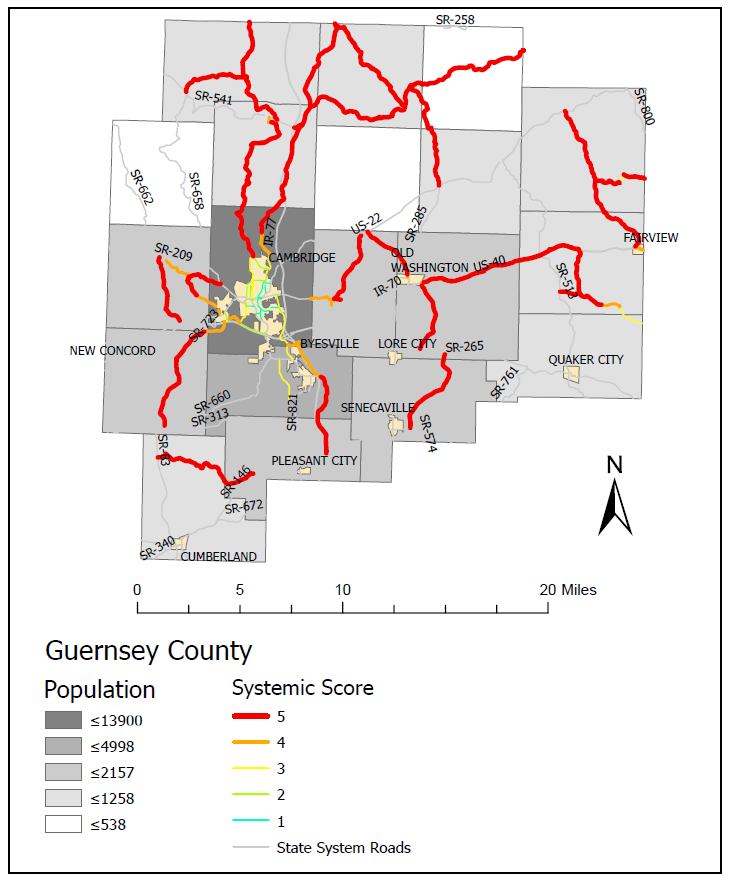 SR-258
SR-541
SR-800
SR-662
SR-658
IR-77
US-22
SR-285
FAIRVIEW
SR-209
CAMBRIDGE
OLD
WASHINGTON
US-40
IR-70
SR-513
SR-723
NEW CONCORD
BYESVILLE
LORE CITY
SR-265
QUAKER CITY
SR-761
SR-660
SR-313
SR-821
SENECAVILLE
SR-574
SR-83
PLEASANT CITY
SR-146
SR-672
SR-340
CUMBERLAND
N
0 5 10 20 Miles
Guernsey County
Population
≤13900
≤4998
≤2157
≤1258
≤538
Systemic Score
5
4
3
2
1
State System Roads